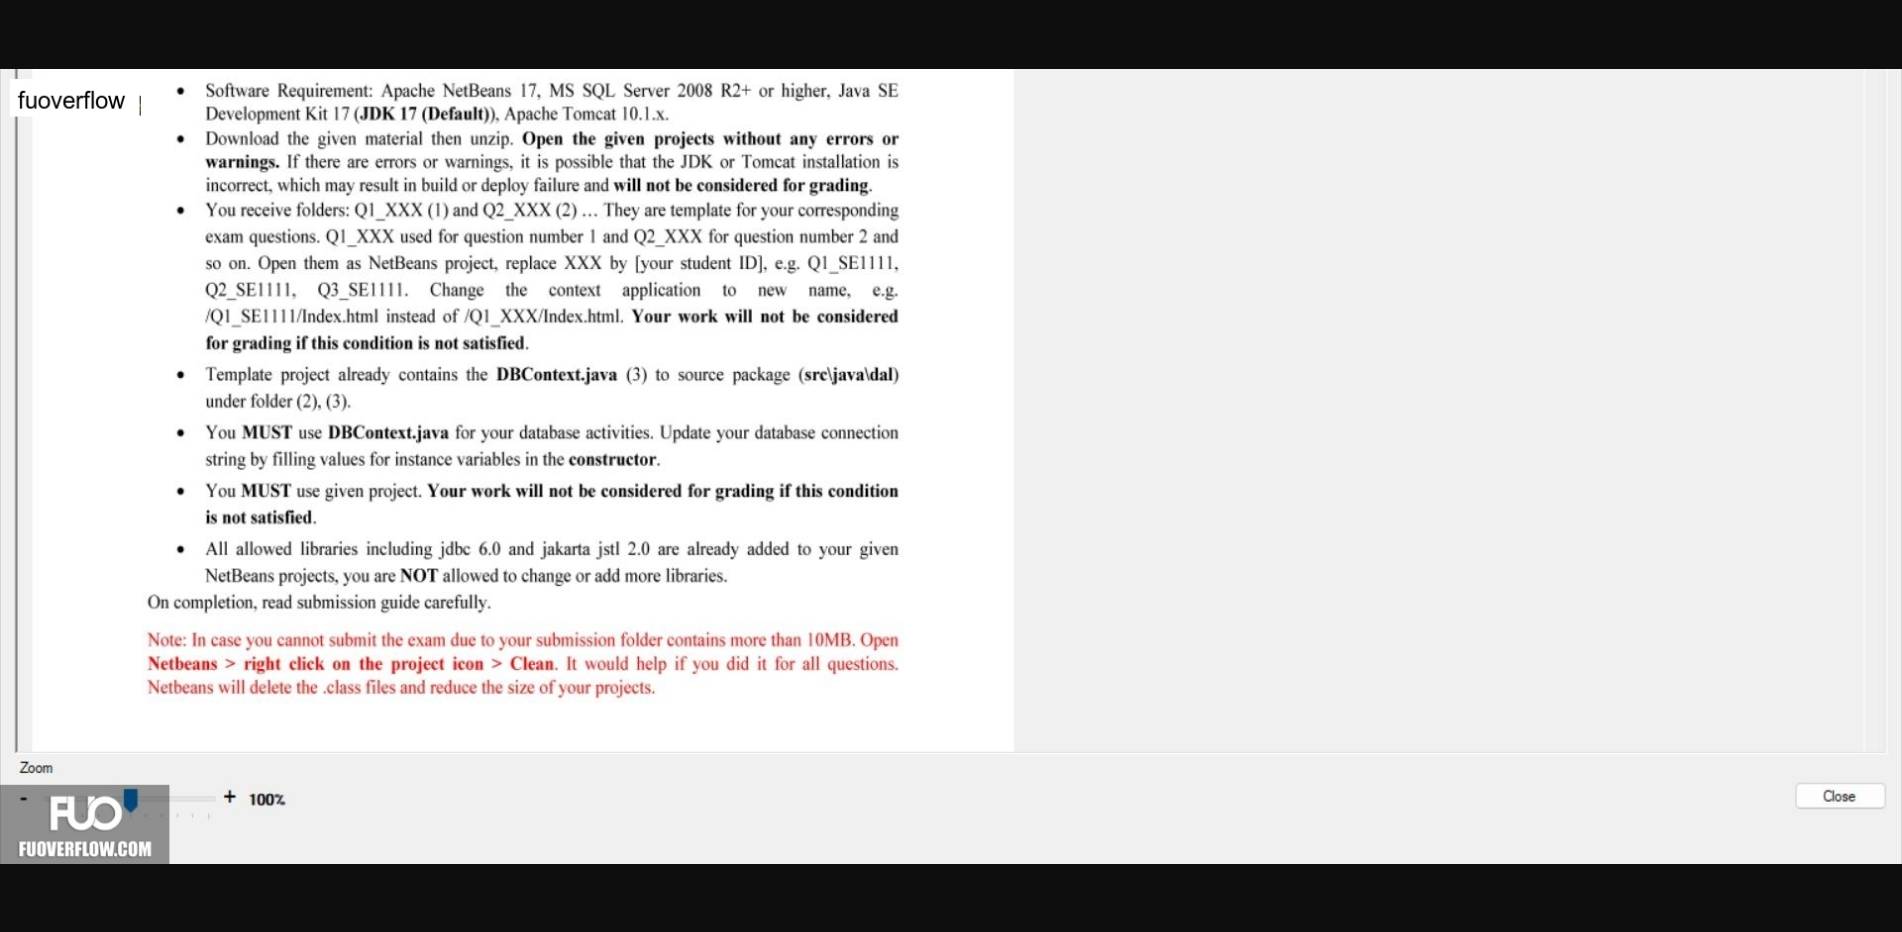 fuoverflow |
• Software Requirement: Apache NetBeans 17, MS SQL Server 2008 R2+ or higher, Java SE
Development Kit 17 (JDK 17 (Default)), Apache Tomcat 10.1.x.
• Download the given material then unzip. Open the given projects without any errors or
warnings. If there are errors or warnings, it is possible that the JDK or Tomcat installation is
incorrect, which may result in build or deploy failure and will not be considered for grading.
• You receive folders: Q1_XXX (1) and Q2_XXX (2) ... They are template for your corresponding
exam questions. Q1_XXX used for question number 1 and Q2_XXX for question number 2 and
so on. Open them as NetBeans project, replace XXX by [your student ID], e.g. Q1_SE1111,
Q2_SE1111, Q3_SE1111. Change the context application to new name, e.g.
/Q1_SE1111/Index.html instead of /Q1_XXX/Index.html. Your work will not be considered
for grading if this condition is not satisfied.
• Template project already contains the DBContext.java (3) to source package (src\java\dal)
under folder (2), (3).
• You MUST use DBContext.java for your database activities. Update your database connection
string by filling values for instance variables in the constructor.
• You MUST use given project. Your work will not be considered for grading if this condition
is not satisfied.
• All allowed libraries including jdbc 6.0 and jakarta jstl 2.0 are already added to your given
NetBeans projects, you are NOT allowed to change or add more libraries.
On completion, read submission guide carefully.
Note: In case you cannot submit the exam due to your submission folder contains more than 10MB. Open
Netbeans > right click on the project icon > Clean. It would help if you did it for all questions.
Netbeans will delete the .class files and reduce the size of your projects.
Zoom
- + 100%
Close
FUO
FUOVERFLOW.COM